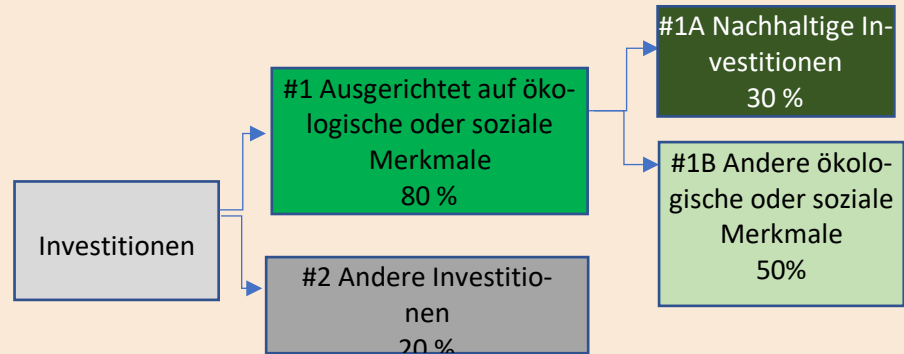 Investitionen
#1 Ausgerichtet auf öko-
logische oder soziale
Merkmale
80 %
#2 Andere Investitio-
nen
20 %
#1A Nachhaltige In-
vestitionen
30 %
#1B Andere ökolo-
gische oder soziale
Merkmale
50%